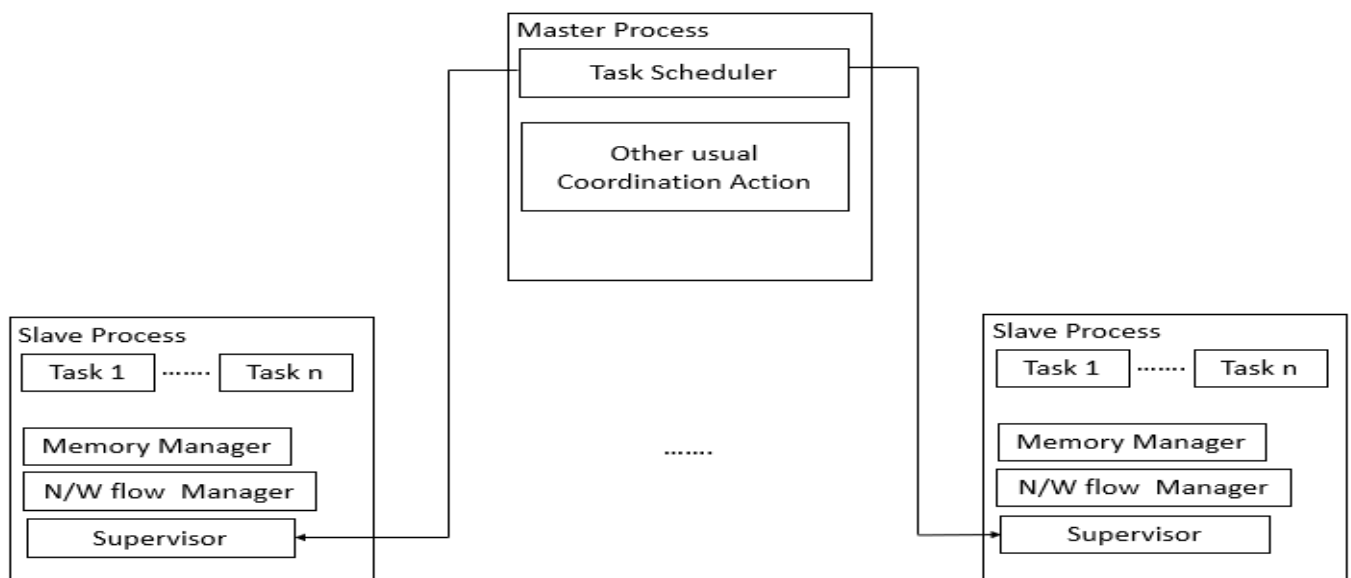 Master Process
Task Scheduler
Other usual
Coordination Action
Slave Process
Task 1 ....... Task n
Memory Manager
N/W flow Manager
Supervisor
.......
Slave Process
Task 1 ....... Task n
Memory Manager
N/W flow Manager
Supervisor